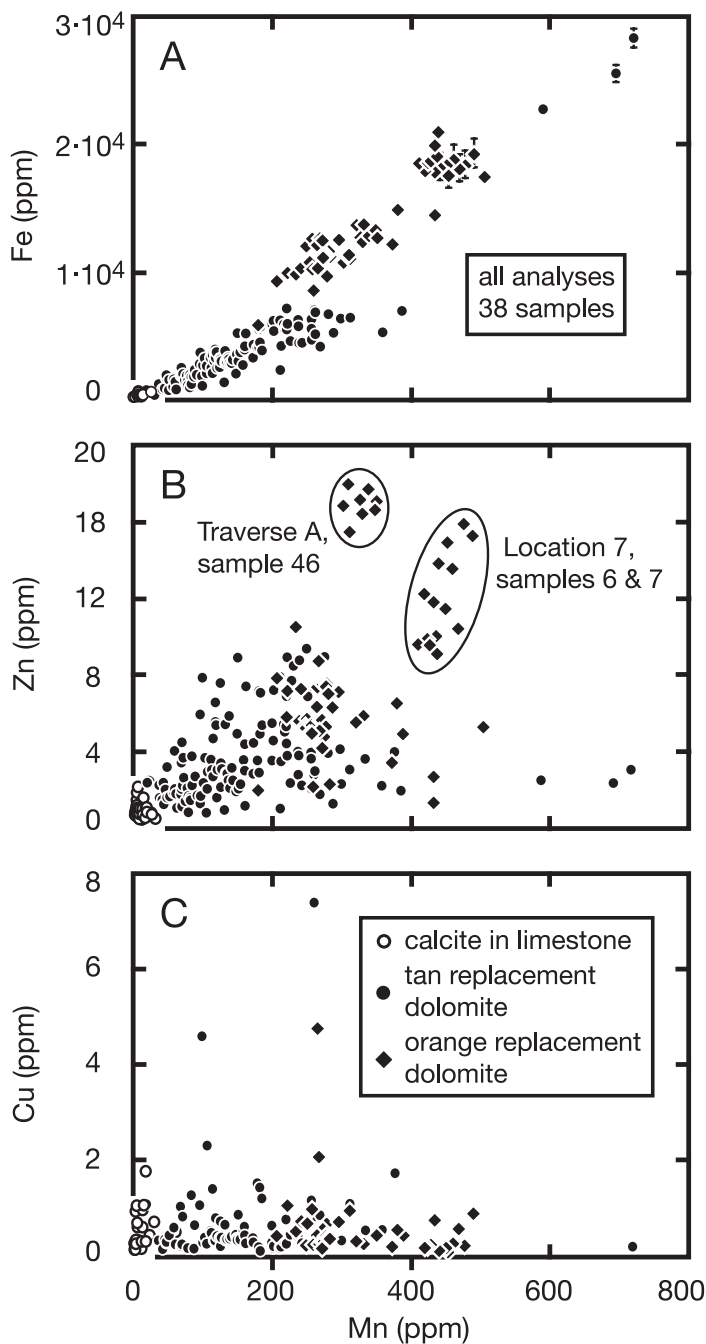 3·10⁴
A
2·10⁴
Fe (ppm)
1·10⁴
all analyses
38 samples
0
20
B
18
Traverse A,
sample 46
Location 7,
samples 6 & 7
12
Zn (ppm)
8
4
0
8
C
calcite in limestone
6
tan replacement
dolomite
orange replacement
dolomite
4
Cu (ppm)
2
0
0 200 400 600 800
Mn (ppm)